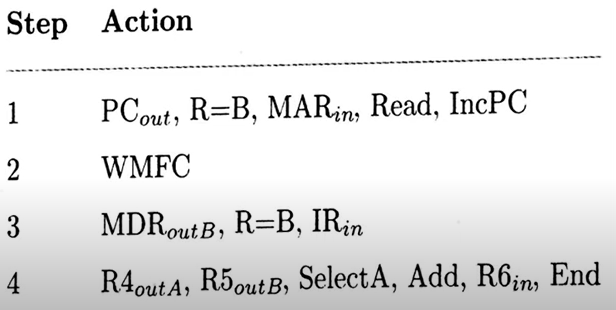 Step Action
1 PCout, R=B, MARin, Read, IncPC
2 WMFC
3 MDRoutB, R=B, IRin
4 R4outA, R5outB, SelectA, Add, R6in, End